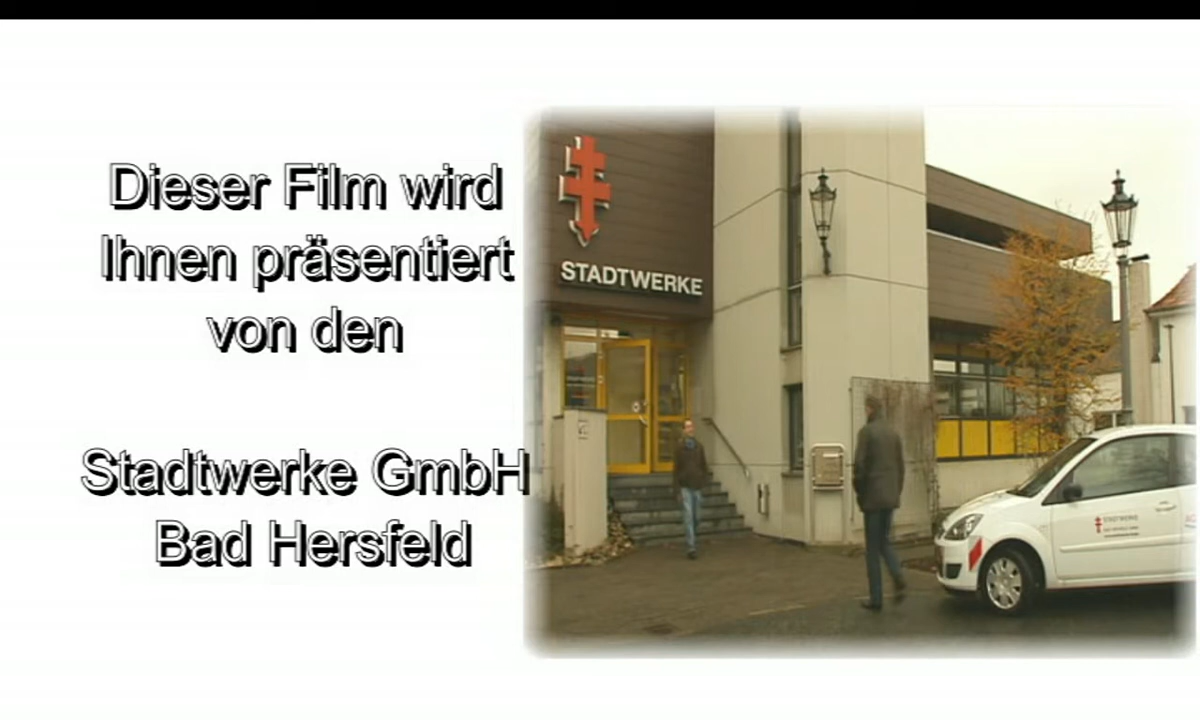 Dieser Film wird
Ihnen präsentiert
von den
Stadtwerke GmbH
Bad Hersfeld
STADTWERKE
STADTWERKE